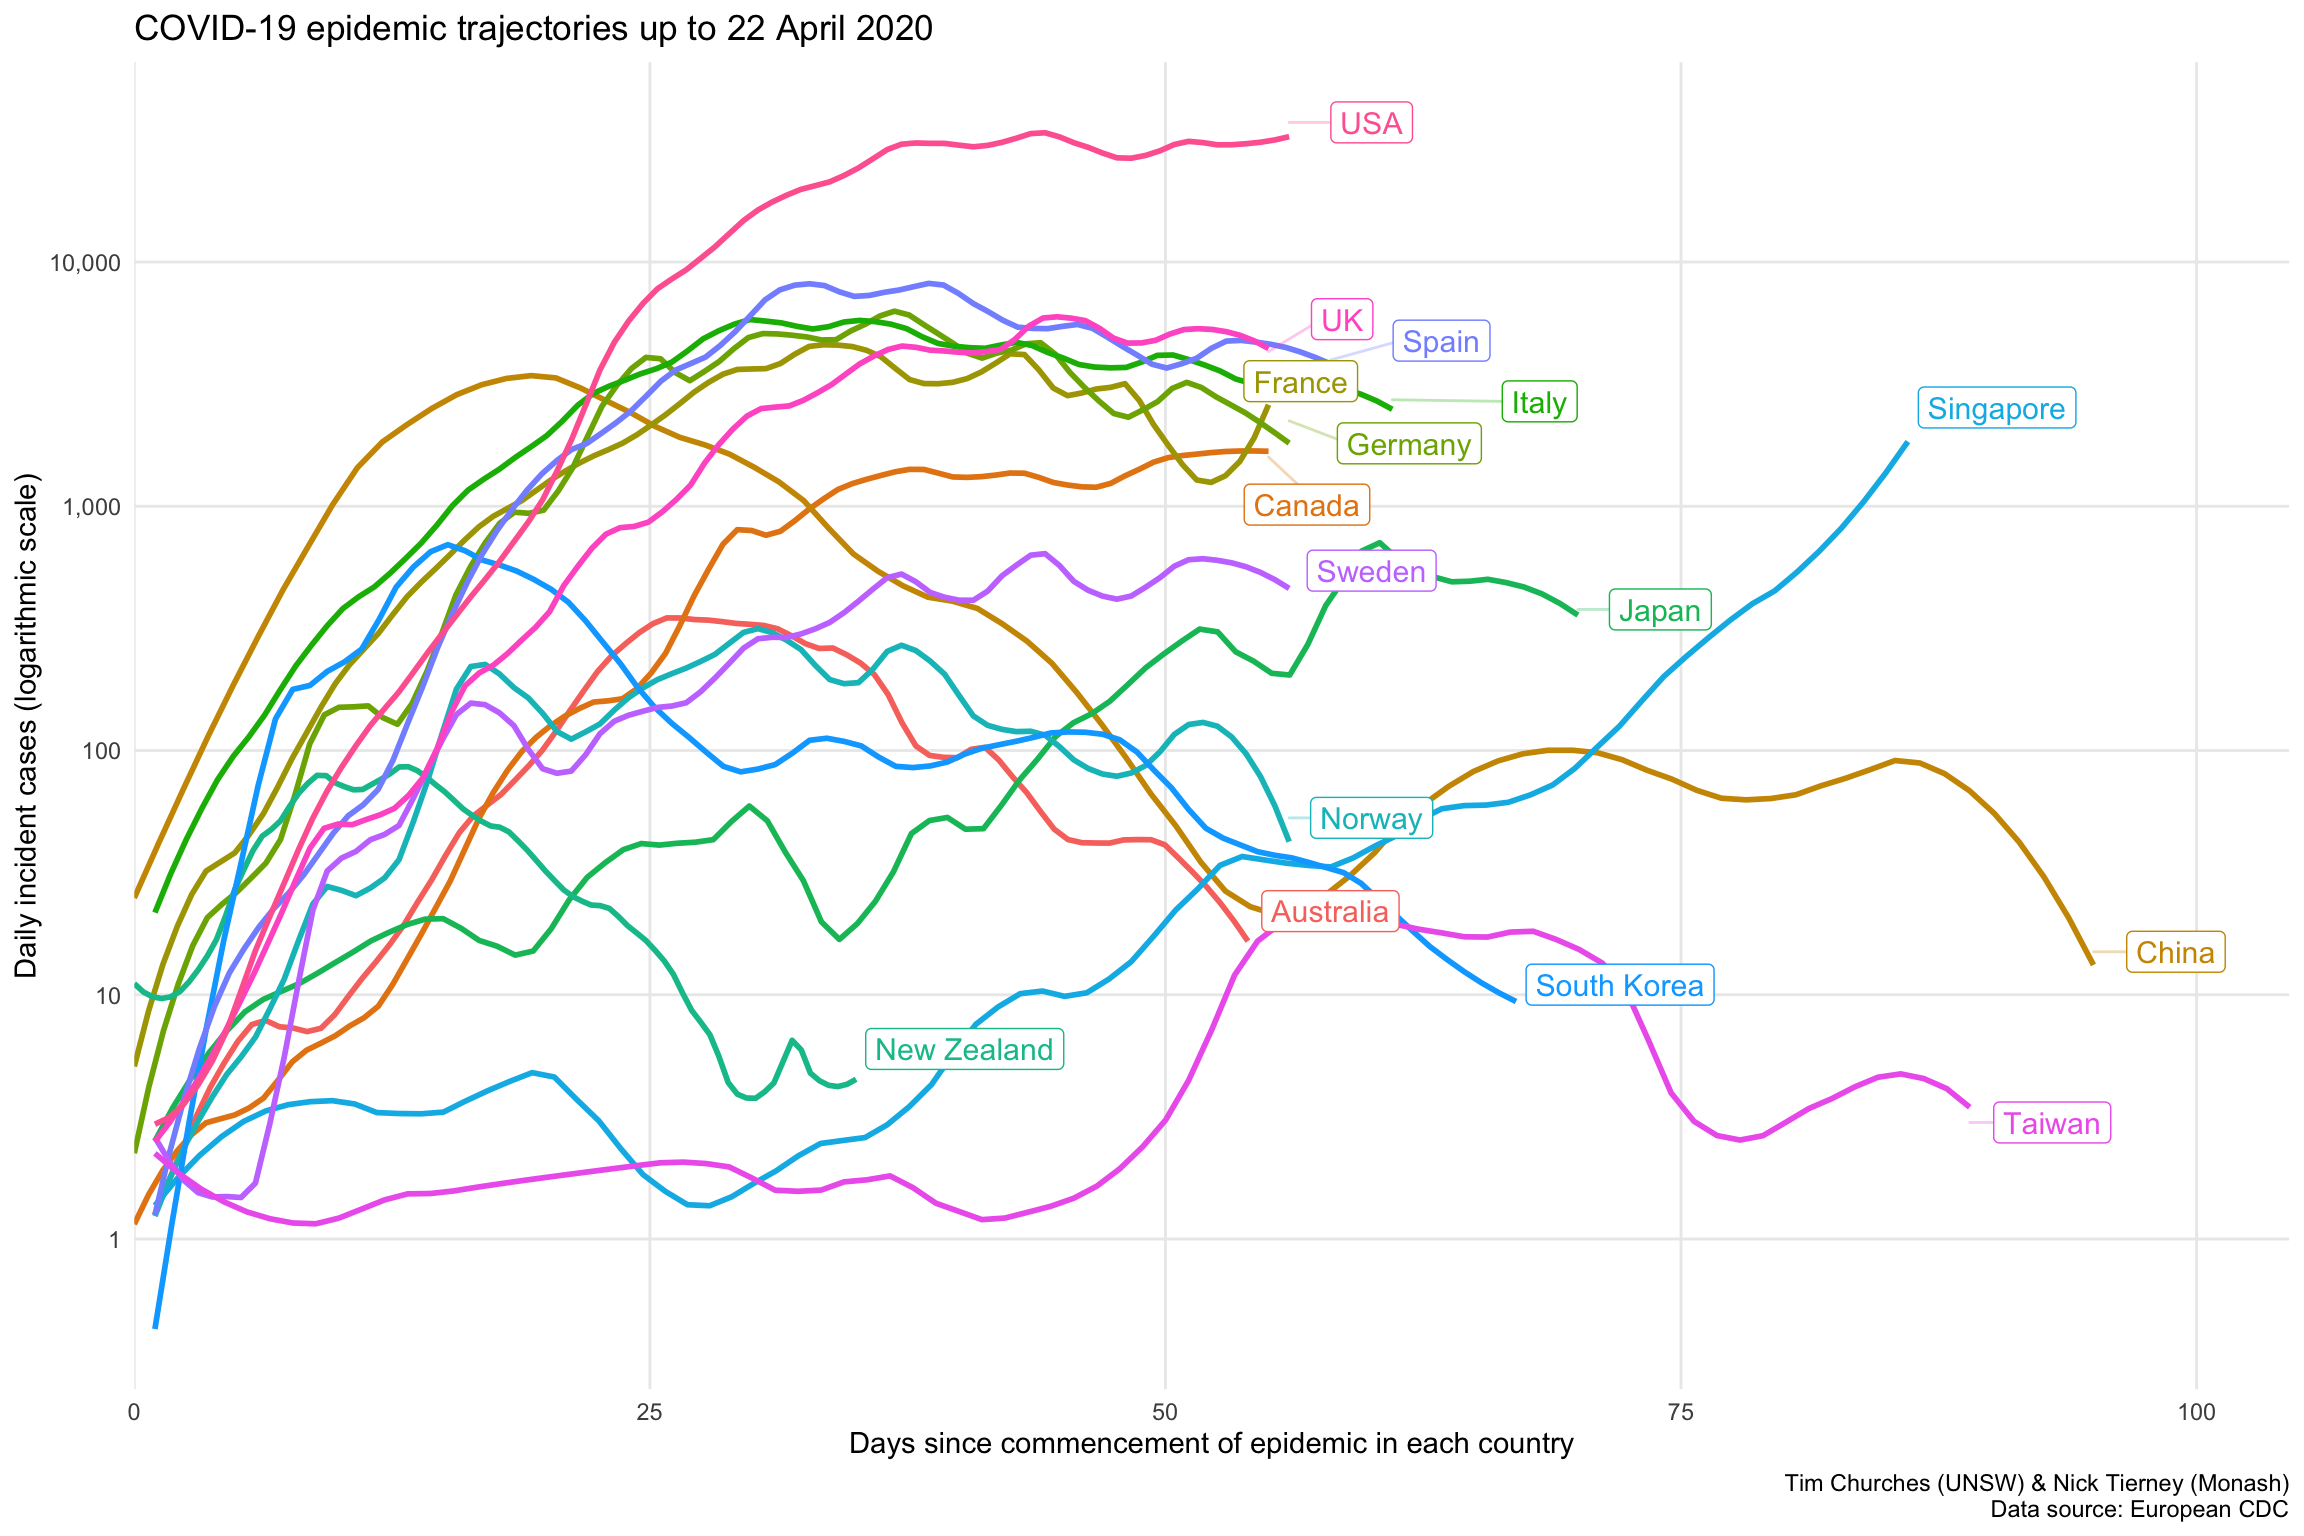 COVID-19 epidemic trajectories up to 22 April 2020
USA
10,000
UK
Spain
France
Italy
Singapore
Germany
1,000
Canada
Sweden
Japan
100
Norway
Australia
China
South Korea
10
New Zealand
Taiwan
1
Daily incident cases (logarithmic scale)
0
25
50
75
100
Days since commencement of epidemic in each country
Tim Churches (UNSW) & Nick Tierney (Monash)
Data source: European CDC